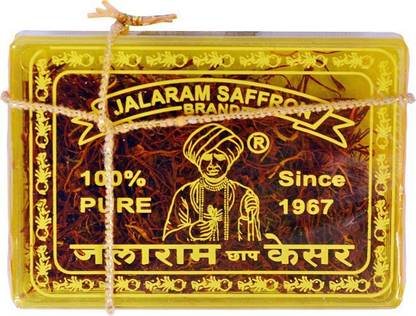 JALARAM SAFFRON
BRAND
®
100%
PURE
Since
1967
जलाराम छाप केसर